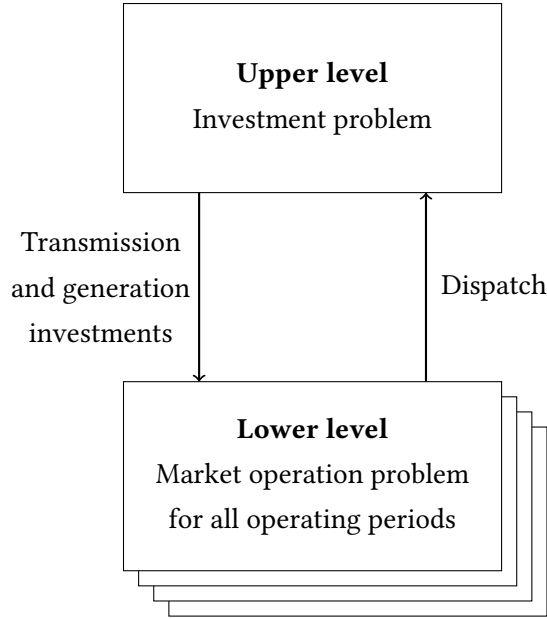 Upper level
Investment problem
Transmission
and generation
investments
Dispatch
Lower level
Market operation problem
for all operating periods